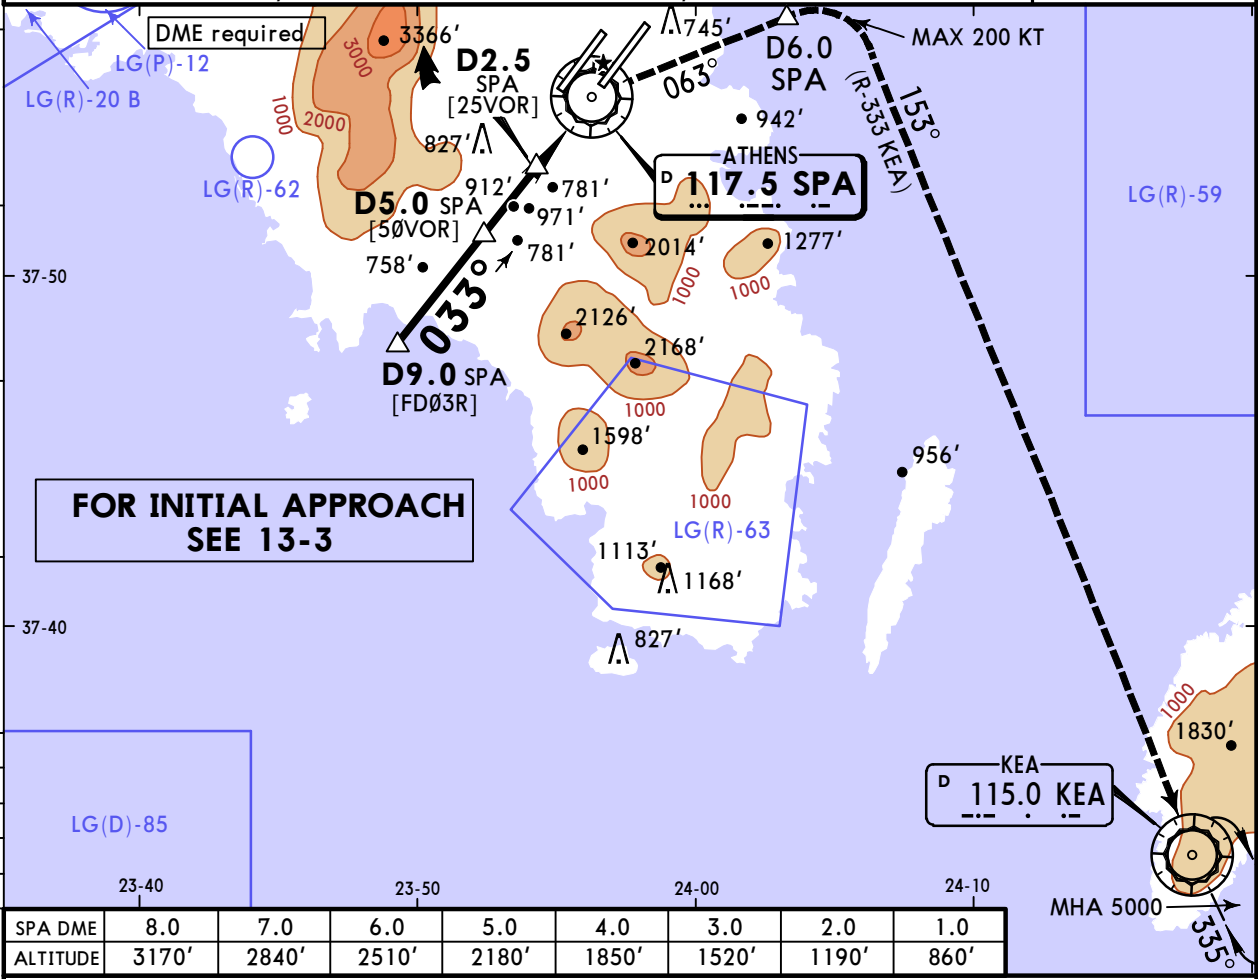 DME required
3366'
3000
2000
1000
LG(P)-12
LG(R)-20 B
LG(R)-62
D2.5
SPA
[25VOR]
827'
745'
063°
D6.0
SPA
MAX 200 KT
153°
(R-333 KEA)
942'
ATHENS
D 117.5 SPA
LG(R)-59
912'
781'
971'
D5.0 SPA
[5Ø VOR]
781'
758'
2014'
1000
1277'
1000
37-50
033°
2126'
2168'
1000
D9.0 SPA
[FDØ3R]
1598'
1000
1000
956'
FOR INITIAL APPROACH
SEE 13-3
LG(R)-63
1113'
1168'
37-40
827'
1000
1830'
KEA
D 115.0 KEA
LG(D)-85
23-40
23-50
24-00
24-10
MHA 5000
335°
SPA DME 8.0 7.0 6.0 5.0 4.0 3.0 2.0 1.0
ALTITUDE 3170' 2840' 2510' 2180' 1850' 1520' 1190' 860'